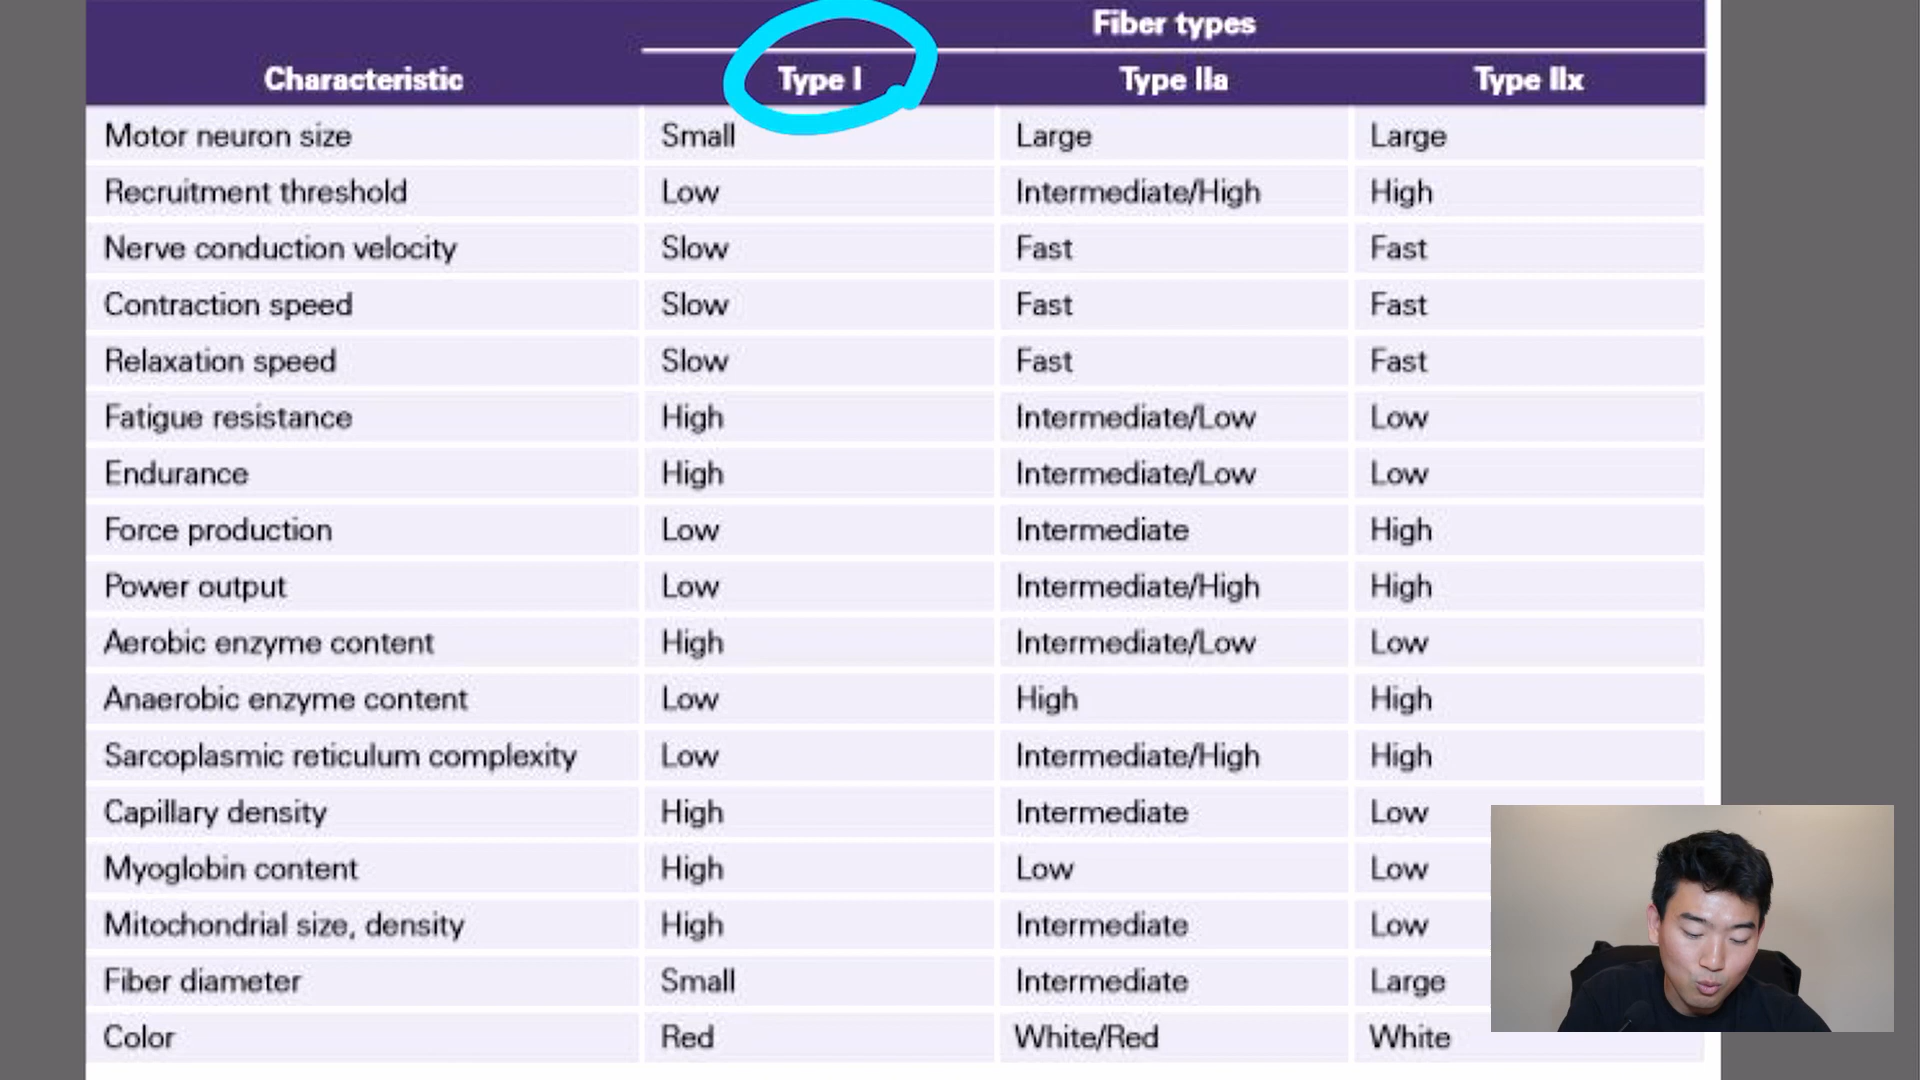 Fiber types
Characteristic Type I Type IIa Type IIx
Motor neuron size Small Large Large
Recruitment threshold Low Intermediate/High High
Nerve conduction velocity Slow Fast Fast
Contraction speed Slow Fast Fast
Relaxation speed Slow Fast Fast
Fatigue resistance High Intermediate/Low Low
Endurance High Intermediate/Low Low
Force production Low Intermediate High
Power output Low Intermediate/High High
Aerobic enzyme content High Intermediate/Low Low
Anaerobic enzyme content Low High High
Sarcoplasmic reticulum complexity Low Intermediate/High High
Capillary density High Intermediate Low
Myoglobin content High Low Low
Mitochondrial size, density High Intermediate Low
Fiber diameter Small Intermediate Large
Color Red White/Red White